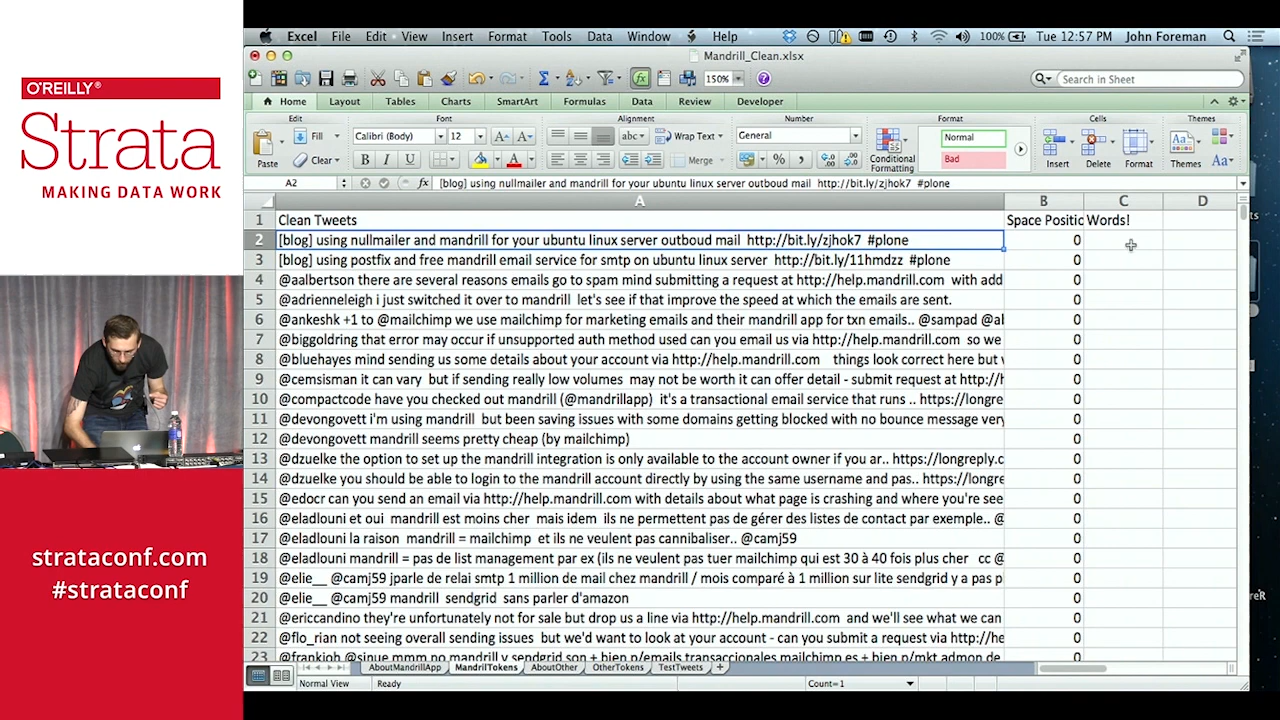 O'REILLY®
Strata
MAKING DATA WORK
strataconf.com
#strataconf
Excel File Edit View Insert Format Tools Data Window Help 100% Tue 12:57 PM John Foreman
Mandrill_Clean.xlsx
150% Search in Sheet
Home Layout Tables Charts SmartArt Formulas Data Review Developer
Edit Font Alignment Number Format Cells Themes
Fill Calibri (Body) 12 A A abc Wrap Text General Normal
Paste Clear B I U A Merge % , Conditional Formatting Bad Insert Delete Format Themes Aa
A2 fx [blog] using nullmailer and mandrill for your ubuntu linux server outboud mail http://bit.ly/zjhok7 #plone
A B C D
1 Clean Tweets Space Positic Words!
2 [blog] using nullmailer and mandrill for your ubuntu linux server outboud mail http://bit.ly/zjhok7 #plone 0
3 [blog] using postfix and free mandrill email service for smtp on ubuntu linux server http://bit.ly/11hmdzz #plone 0
4 @aalbertson there are several reasons emails go to spam mind submitting a request at http://help.mandrill.com with add 0
5 @adrienneleigh i just switched it over to mandrill let's see if that improve the speed at which the emails are sent. 0
6 @ankeshk +1 to @mailchimp we use mailchimp for marketing emails and their mandrill app for txn emails.. @sampad @al 0
7 @biggoldring that error may occur if unsupported auth method used can you email us via http://help.mandrill.com so we 0
8 @bluehayes mind sending us some details about your account via http://help.mandrill.com things look correct here but 0
9 @cemsisman it can vary but if sending really low volumes may not be worth it can offer detail - submit request at http://h 0
10 @compactcode have you checked out mandrill (@mandrillapp) it's a transactional email service that runs .. https://longre 0
11 @devongovett i'm using mandrill but been saving issues with some domains getting blocked with no bounce message very 0
12 @devongovett mandrill seems pretty cheap (by mailchimp) 0
13 @dzuelke the option to set up the mandrill integration is only available to the account owner if you ar.. https://longreply.c 0
14 @dzuelke you should be able to login to the mandrill account directly by using the same username and pas.. https://longre 0
15 @edocr can you send an email via http://help.mandrill.com with details about what page is crashing and where you're see 0
16 @eladlouni et oui mandrill est moins cher mais idem ils ne permettent pas de gérer des listes de contact par exemple.. @ 0
17 @eladlouni la raison mandrill = mailchimp et ils ne veulent pas cannibaliser.. @camj59 0
18 @eladlouni mandrill = pas de list management par ex (ils ne veulent pas tuer mailchimp qui est 30 à 40 fois plus cher cc @ 0
19 @elie__ @camj59 jparle de relai smtp 1 million de mail chez mandrill / mois comparé à 1 million sur lite sendgrid y a pas p 0
20 @elie__ @camj59 mandrill sendgrid sans parler d'amazon 0
21 @ericcandino they're unfortunately not for sale but drop us a line via http://help.mandrill.com and we'll see what we can 0
22 @flo_rian not seeing overall sending issues but we'd want to look at your account - can you submit a request via http://he 0
23 @frankioh @sinue mmm no mandril y sendgrid son + bien p/emails transaccionales mailchimp es + bien p/mkt admon de
AboutMandrillApp MandrilTokens AboutOther OtherTokens TestTweets +
Normal View Ready Count=1